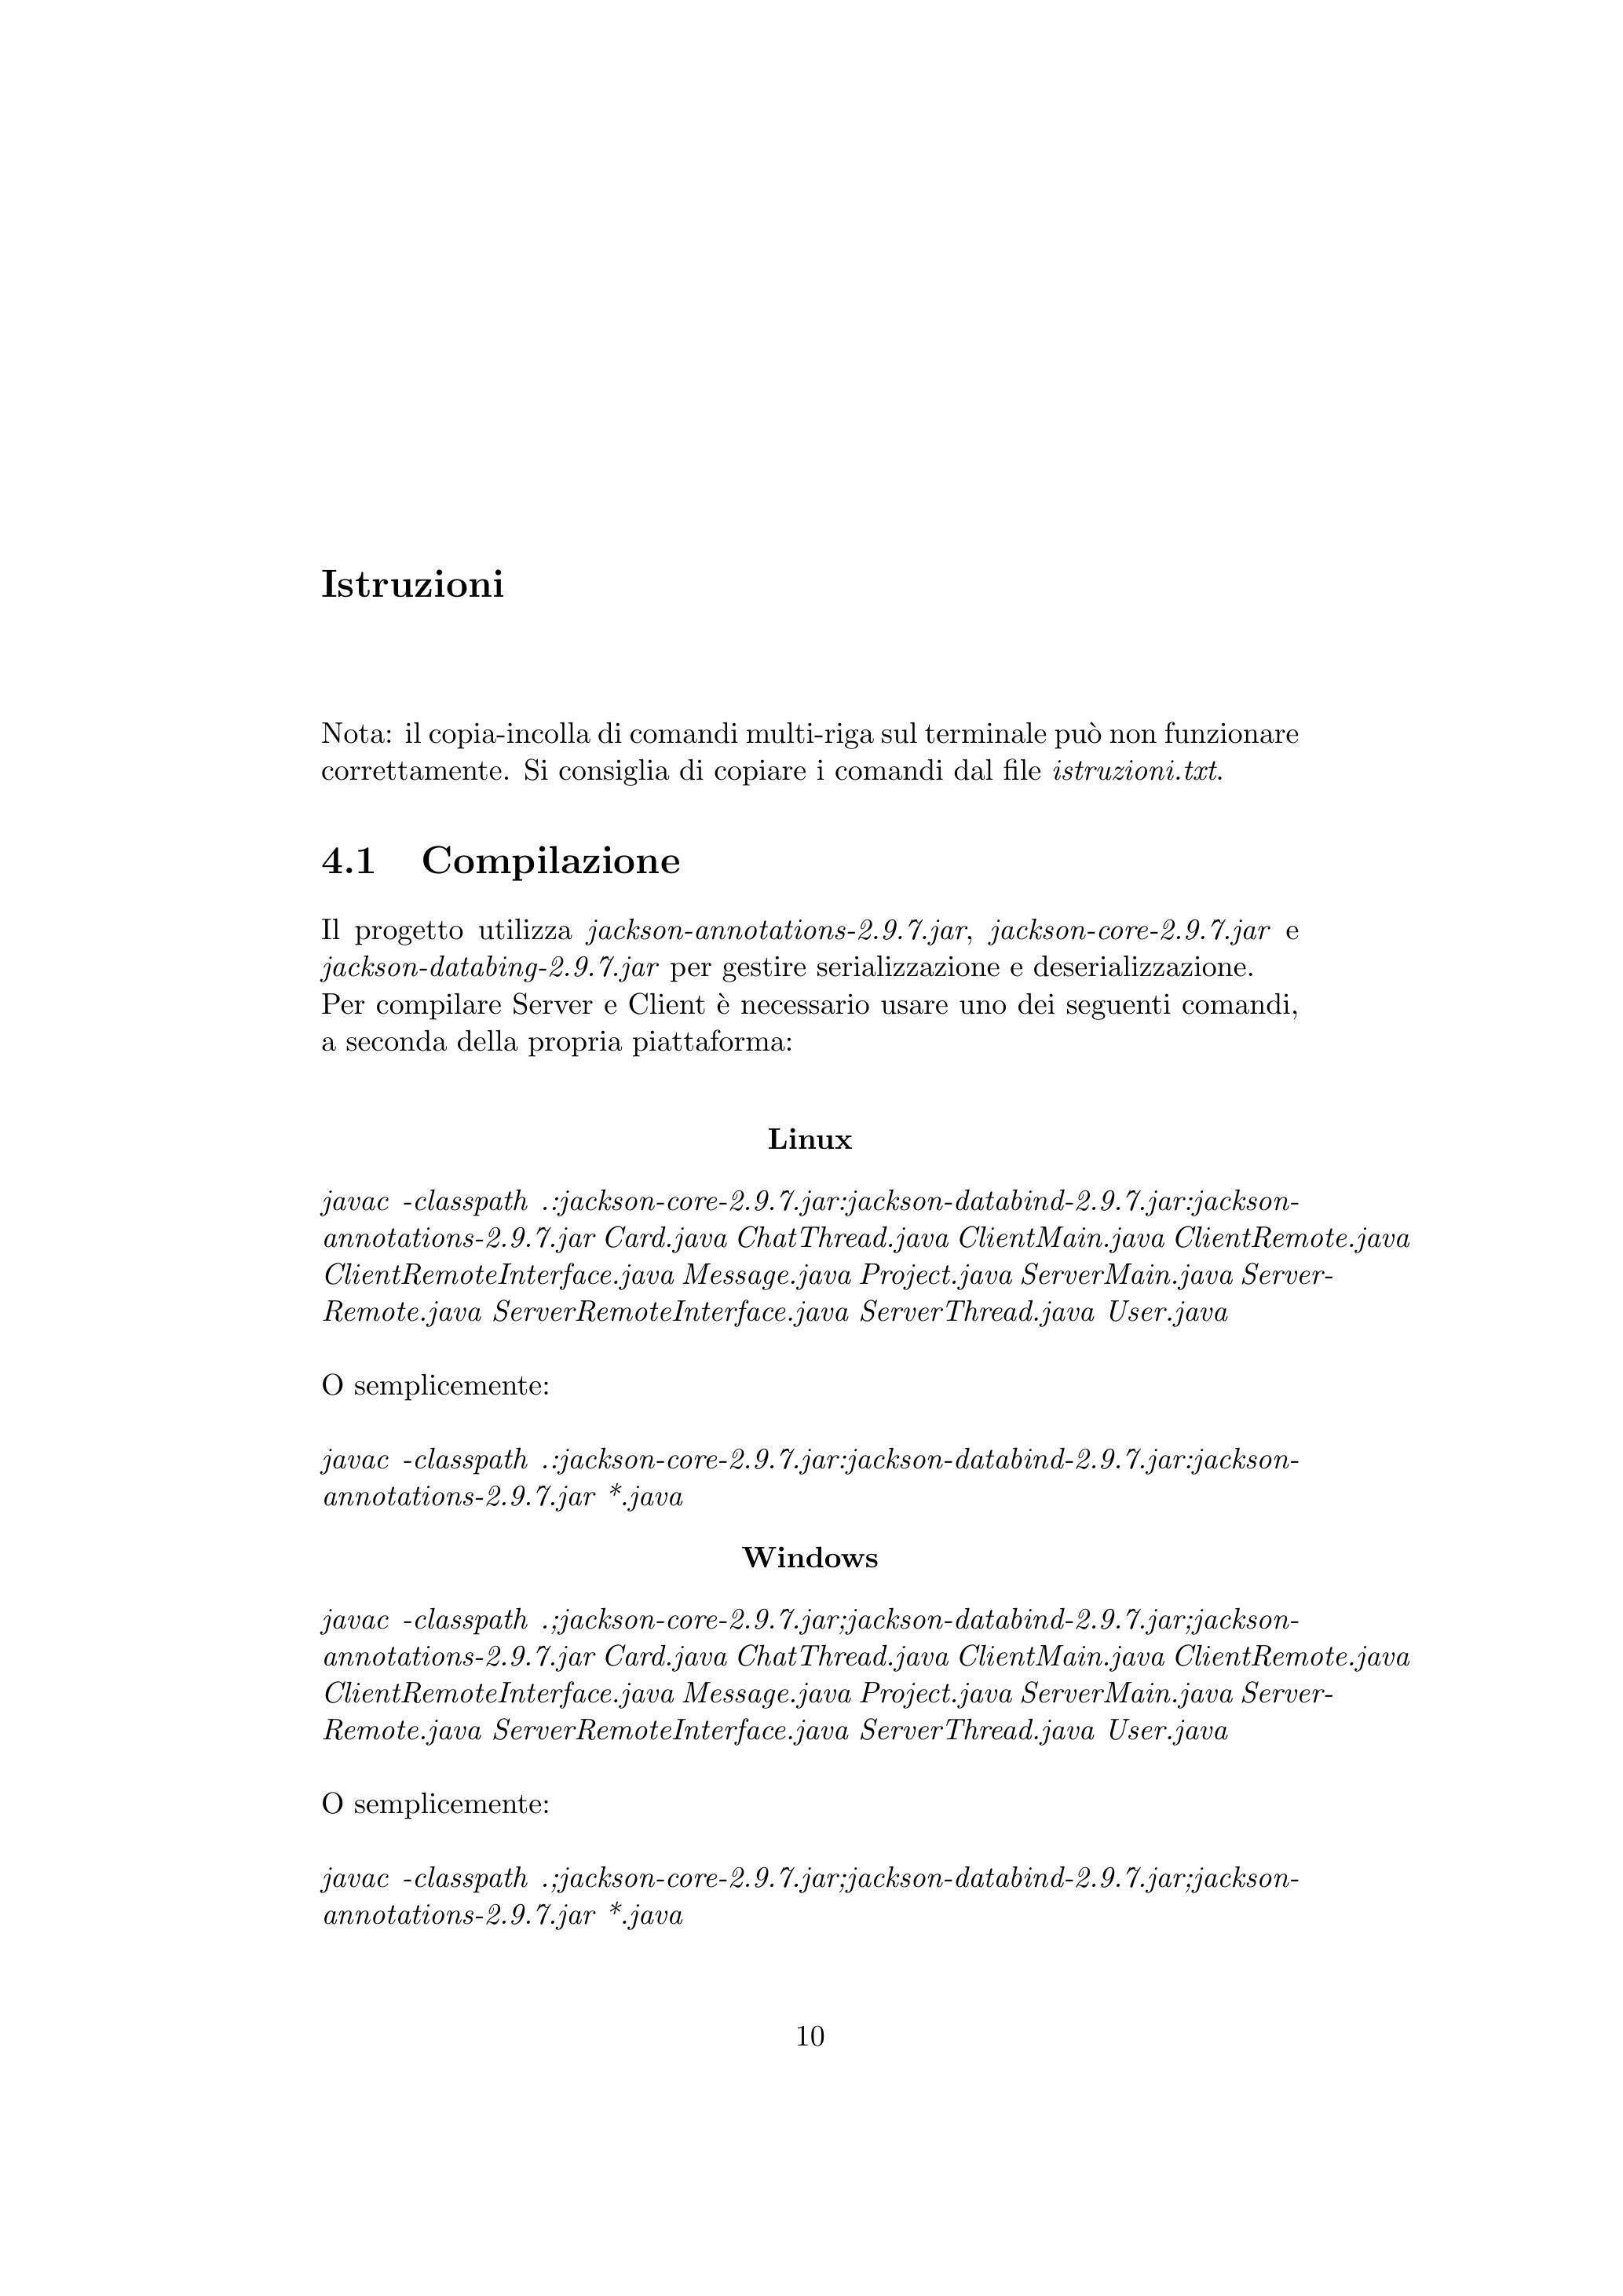 Istruzioni
Nota: il copia-incolla di comandi multi-riga sul terminale può non funzionare
correttamente. Si consiglia di copiare i comandi dal file istruzioni.txt.
4.1 Compilazione
Il progetto utilizza jackson-annotations-2.9.7.jar, jackson-core-2.9.7.jar e
jackson-databing-2.9.7.jar per gestire serializzazione e deserializzazione.
Per compilare Server e Client è necessario usare uno dei seguenti comandi,
a seconda della propria piattaforma:
Linux
javac -classpath .:jackson-core-2.9.7.jar:jackson-databind-2.9.7.jar:jackson-
annotations-2.9.7.jar Card.java ChatThread.java ClientMain.java ClientRemote.java
ClientRemoteInterface.java Message.java Project.java ServerMain.java Server-
Remote.java ServerRemoteInterface.java ServerThread.java User.java
O semplicemente:
javac -classpath .:jackson-core-2.9.7.jar:jackson-databind-2.9.7.jar:jackson-
annotations-2.9.7.jar *.java
Windows
javac -classpath .;jackson-core-2.9.7.jar;jackson-databind-2.9.7.jar;jackson-
annotations-2.9.7.jar Card.java ChatThread.java ClientMain.java ClientRemote.java
ClientRemoteInterface.java Message.java Project.java ServerMain.java Server-
Remote.java ServerRemoteInterface.java ServerThread.java User.java
O semplicemente:
javac -classpath .;jackson-core-2.9.7.jar;jackson-databind-2.9.7.jar;jackson-
annotations-2.9.7.jar *.java
10